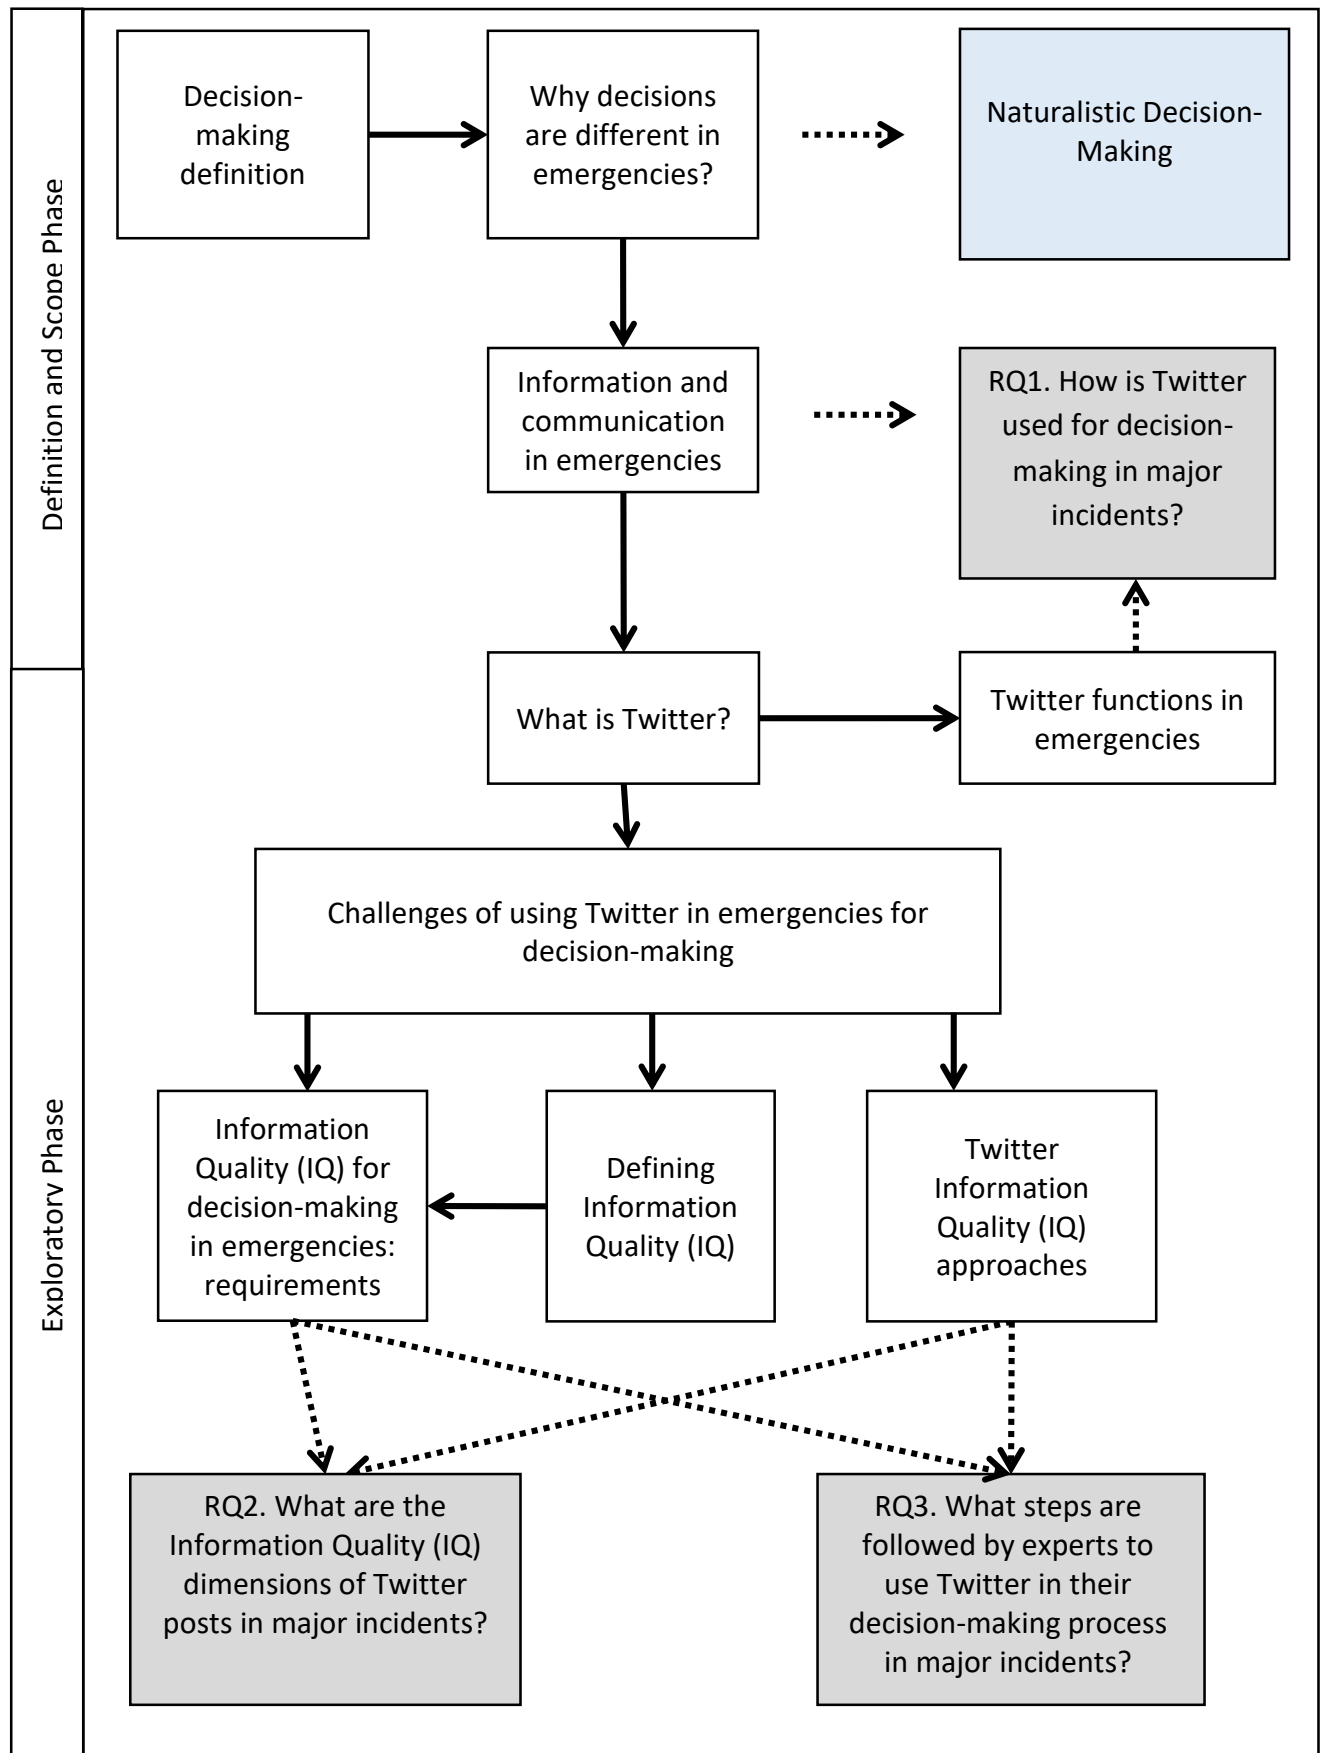 Definition and Scope Phase
Decision-
making
definition
Why decisions
are different in
emergencies?
Naturalistic Decision-
Making
Information and
communication
in emergencies
RQ1. How is Twitter
used for decision-
making in major
incidents?
What is Twitter?
Twitter functions in
emergencies
Exploratory Phase
Challenges of using Twitter in emergencies for
decision-making
Information
Quality (IQ) for
decision-making
in emergencies:
requirements
Defining
Information
Quality (IQ)
Twitter
Information
Quality (IQ)
approaches
RQ2. What are the
Information Quality (IQ)
dimensions of Twitter
posts in major incidents?
RQ3. What steps are
followed by experts to
use Twitter in their
decision-making process
in major incidents?